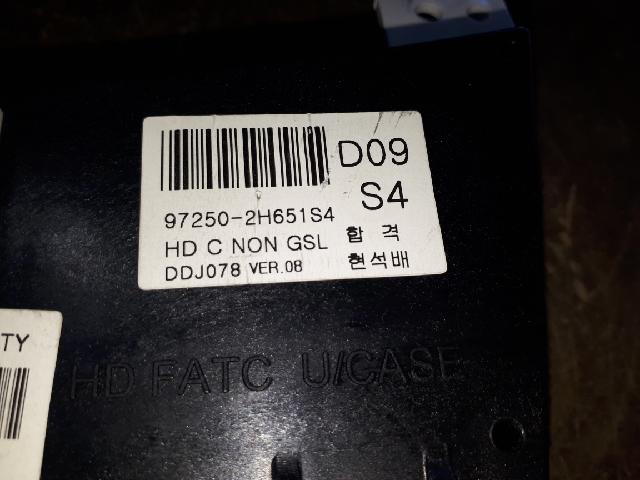 D09
S4
97250-2H651S4
HD C NON GSL 합 격
DDJ078 VER.08 현석배
TY
HD FATC U/CASE